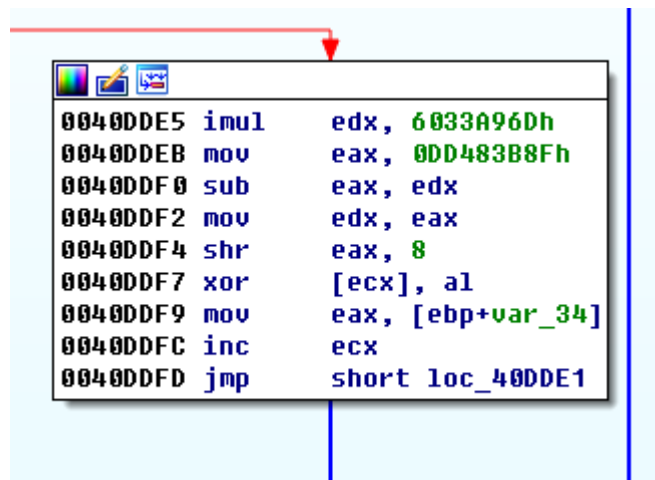 0040DDE5 imul edx, 6033A96Dh
0040DDEB mov eax, 0DD483B8Fh
0040DDF0 sub eax, edx
0040DDF2 mov edx, eax
0040DDF4 shr eax, 8
0040DDF7 xor [ecx], al
0040DDF9 mov eax, [ebp+var_34]
0040DDFC inc ecx
0040DDFD jmp short loc_40DDE1